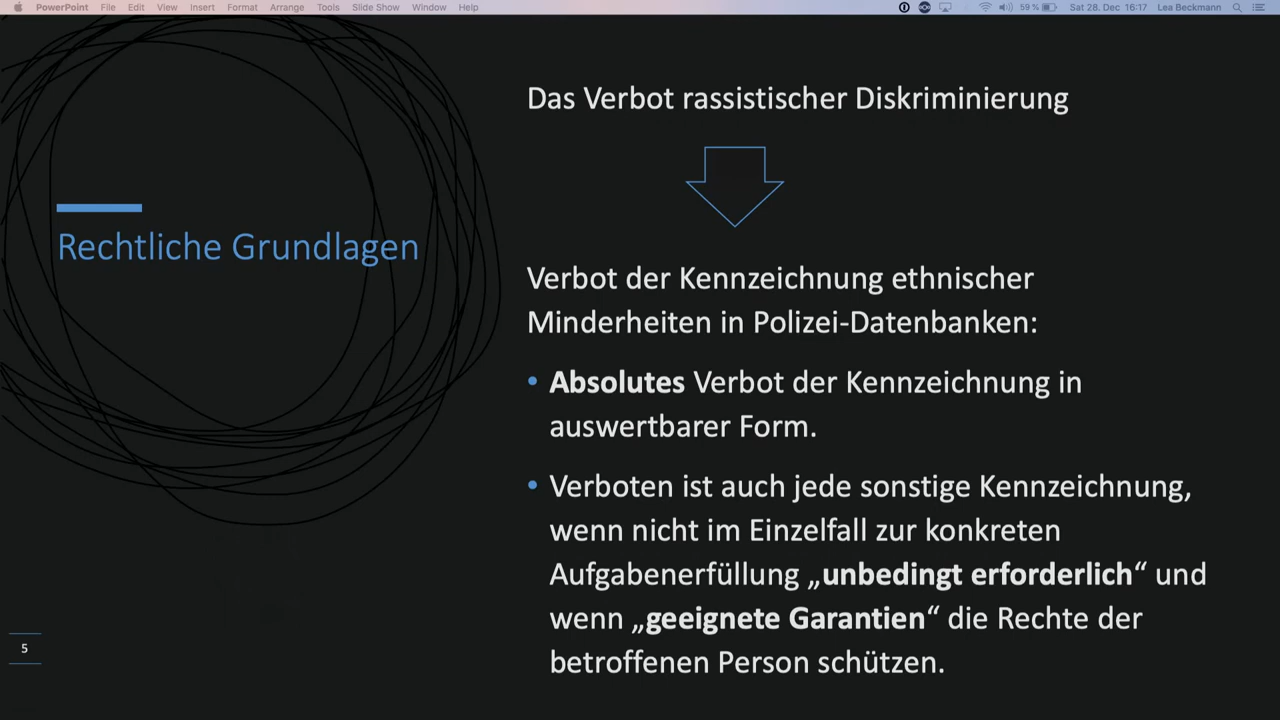 PowerPoint File Edit View Insert Format Arrange Tools Slide Show Window Help 59 % Sat 28. Dec 16:17 Lea Beckmann
Rechtliche Grundlagen
Das Verbot rassistischer Diskriminierung
Verbot der Kennzeichnung ethnischer
Minderheiten in Polizei-Datenbanken:
• Absolutes Verbot der Kennzeichnung in
auswertbarer Form.
• Verboten ist auch jede sonstige Kennzeichnung,
wenn nicht im Einzelfall zur konkreten
Aufgabenerfüllung „unbedingt erforderlich“ und
wenn „geeignete Garantien“ die Rechte der
betroffenen Person schützen.
5